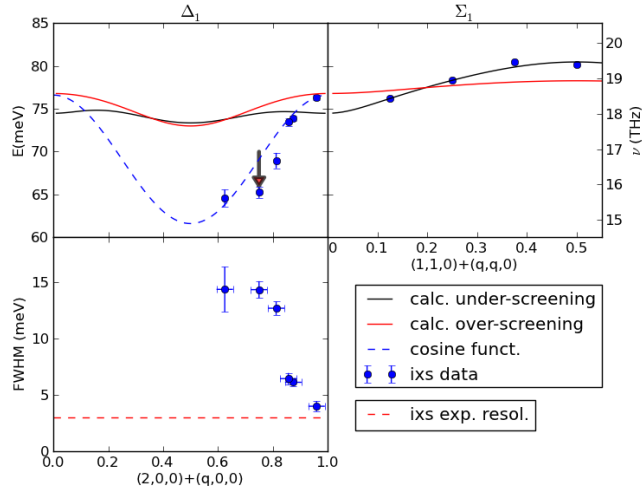 Δ₁ Σ₁
85
80
75
70
65
60
E(meV)
20
19
18
17
16
15
ν (THz)
0 0.1 0.2 0.3 0.4 0.5
(1,1,0)+(q,q,0)
15
10
5
0
FWHM (meV)
0.0 0.2 0.4 0.6 0.8 1.0
(2,0,0)+(q,0,0)
calc. under-screening
calc. over-screening
cosine funct.
ixs data
ixs exp. resol.